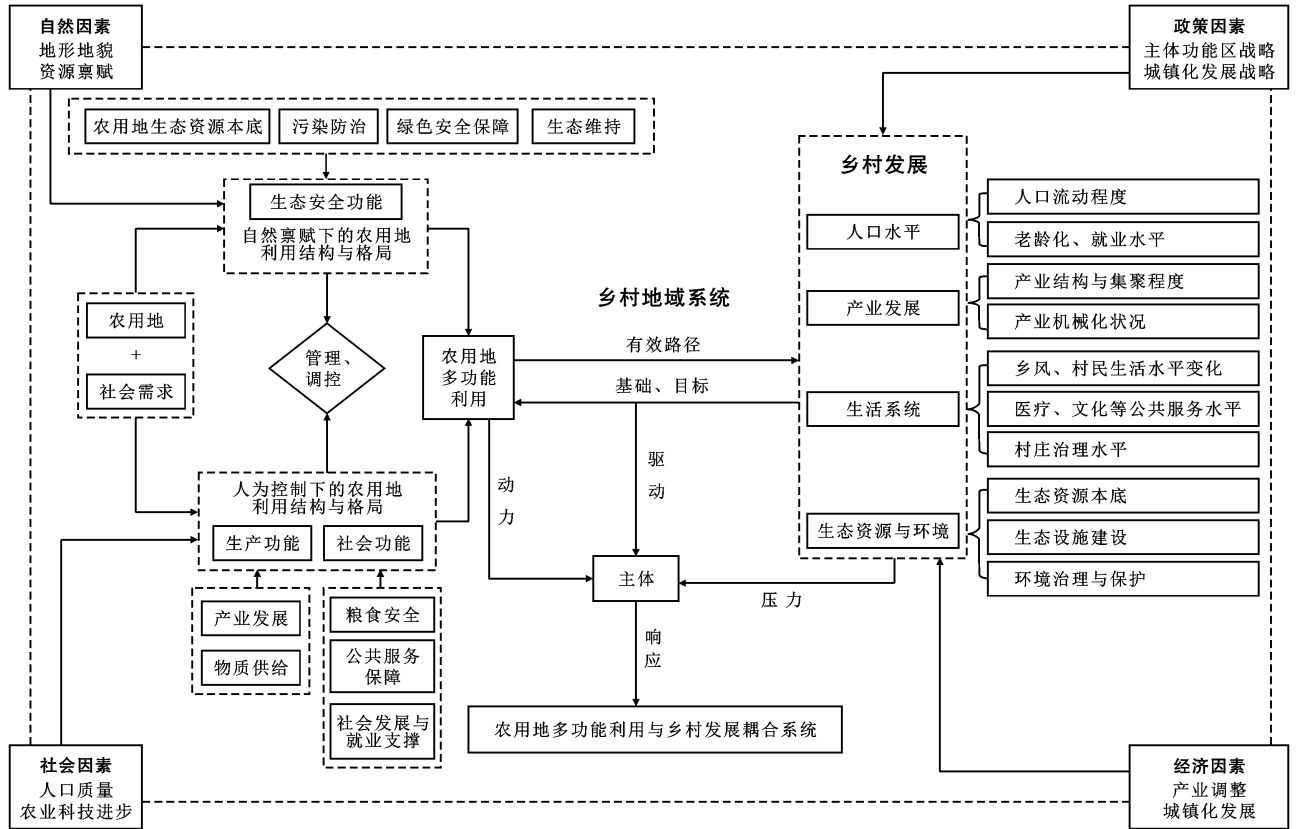 自然因素
地形地貌
资源禀赋
政策因素
主体功能区战略
城镇化发展战略
农用地生态资源本底
污染防治
绿色安全保障
生态维持
生态安全功能
自然禀赋下的农用地
利用结构与格局
农用地
+
社会需求
管理、
调控
人为控制下的农用地
利用结构与格局
生产功能
社会功能
产业发展
物质供给
粮食安全
公共服务
保障
社会发展与
就业支撑
农用地
多功能
利用
乡村地域系统
有效路径
基础、目标
动力
驱动
主体
压力
响应
农用地多功能利用与乡村发展耦合系统
乡村发展
人口水平
产业发展
生活系统
生态资源与环境
人口流动程度
老龄化、就业水平
产业结构与集聚程度
产业机械化状况
乡风、村民生活水平变化
医疗、文化等公共服务水平
村庄治理水平
生态资源本底
生态设施建设
环境治理与保护
社会因素
人口质量
农业科技进步
经济因素
产业调整
城镇化发展